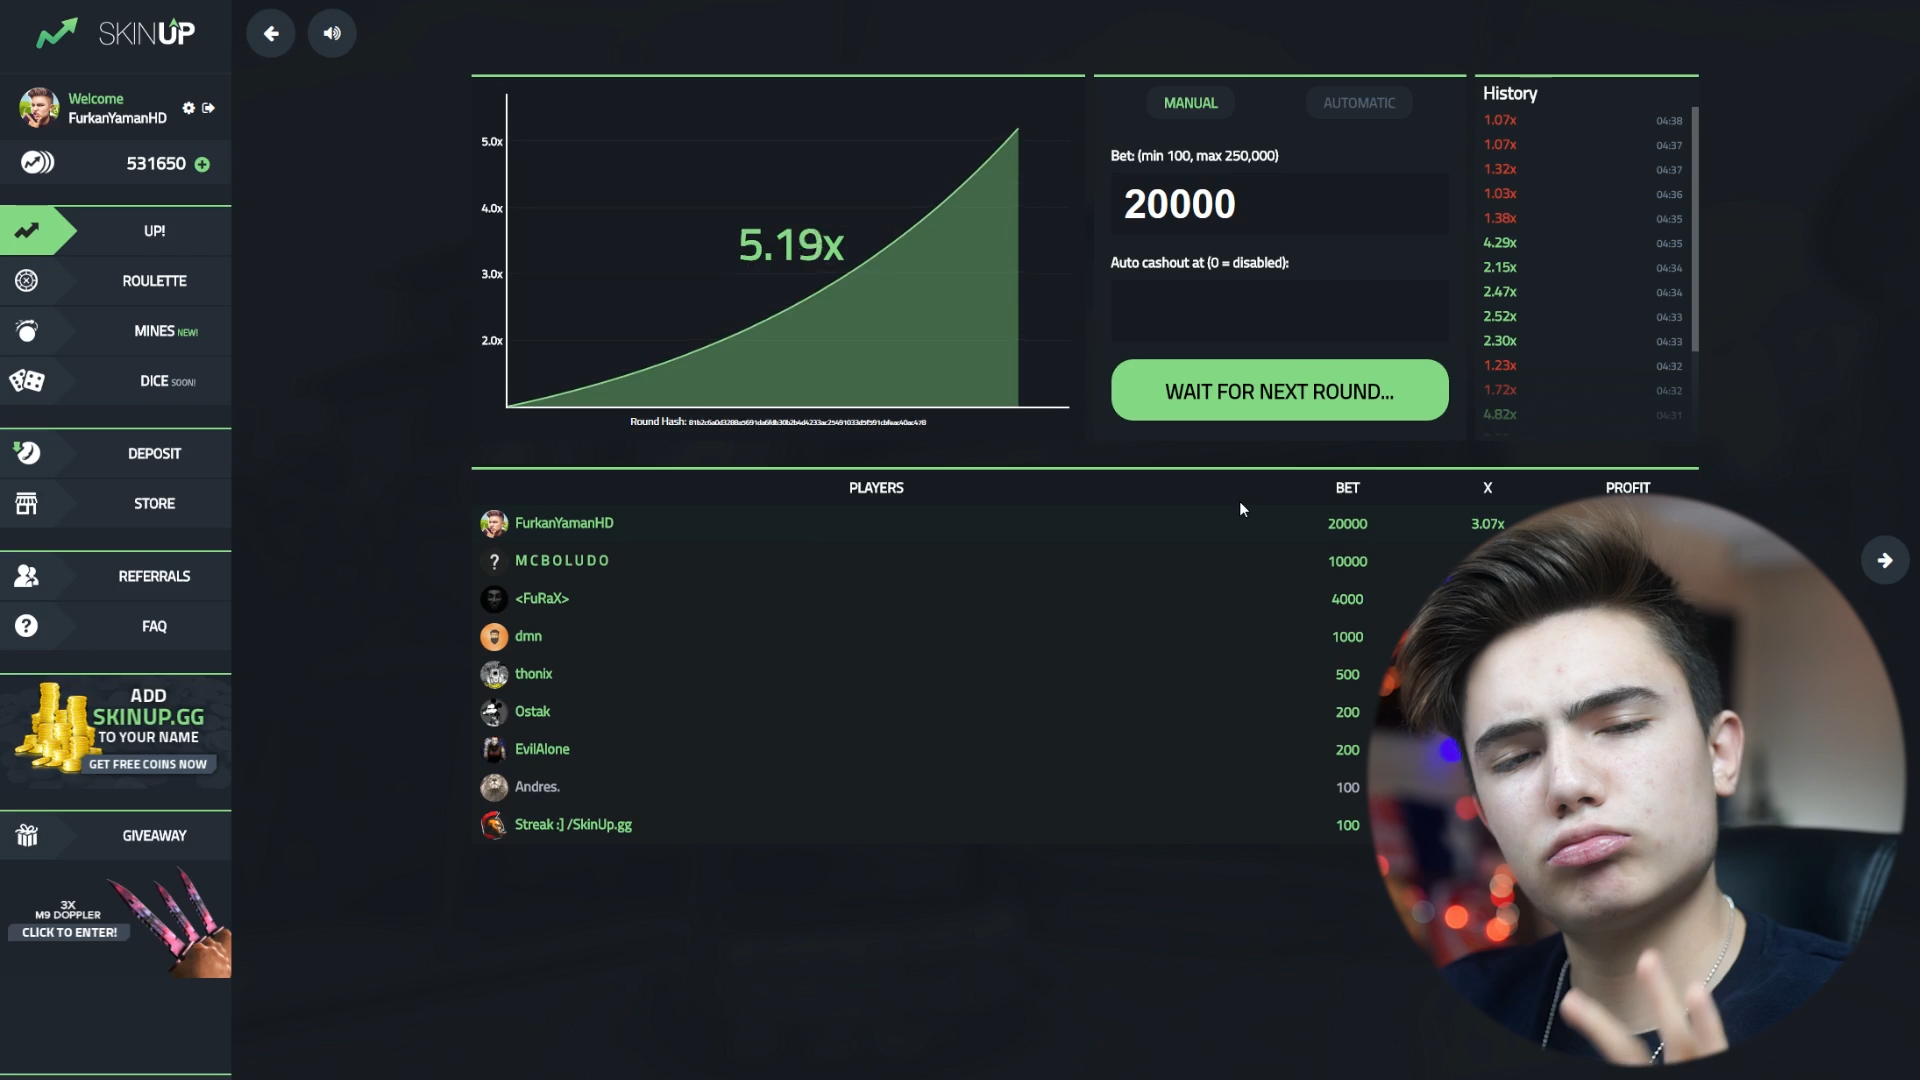 SKINUP
Welcome
FurkanYamanHD
531650
UP!
ROULETTE
MINES NEW!
DICE SOON!
DEPOSIT
STORE
REFERRALS
FAQ
ADD
SKINUP.GG
TO YOUR NAME
GET FREE COINS NOW
GIVEAWAY
3X
M9 DOPPLER
CLICK TO ENTER!
5.0x
4.0x
3.0x
2.0x
5.19x
Round Hash:
MANUAL
AUTOMATIC
Bet: (min 100, max 250,000)
20000
Auto cashout at (0 = disabled):
WAIT FOR NEXT ROUND...
History
1.07x 04:38
1.07x 04:37
1.32x 04:37
1.03x 04:36
1.38x 04:35
4.29x 04:35
2.15x 04:34
2.47x 04:34
2.52x 04:33
2.30x 04:33
1.23x 04:32
1.72x 04:32
4.82x 04:31
PLAYERS BET X PROFIT
FurkanYamanHD 20000 3.07x
? M C B O L U D O 10000
<FuRaX> 4000
dmn 1000
thonix 500
Ostak 200
EvilAlone 200
Andres. 100
Streak :] /SkinUp.gg 100